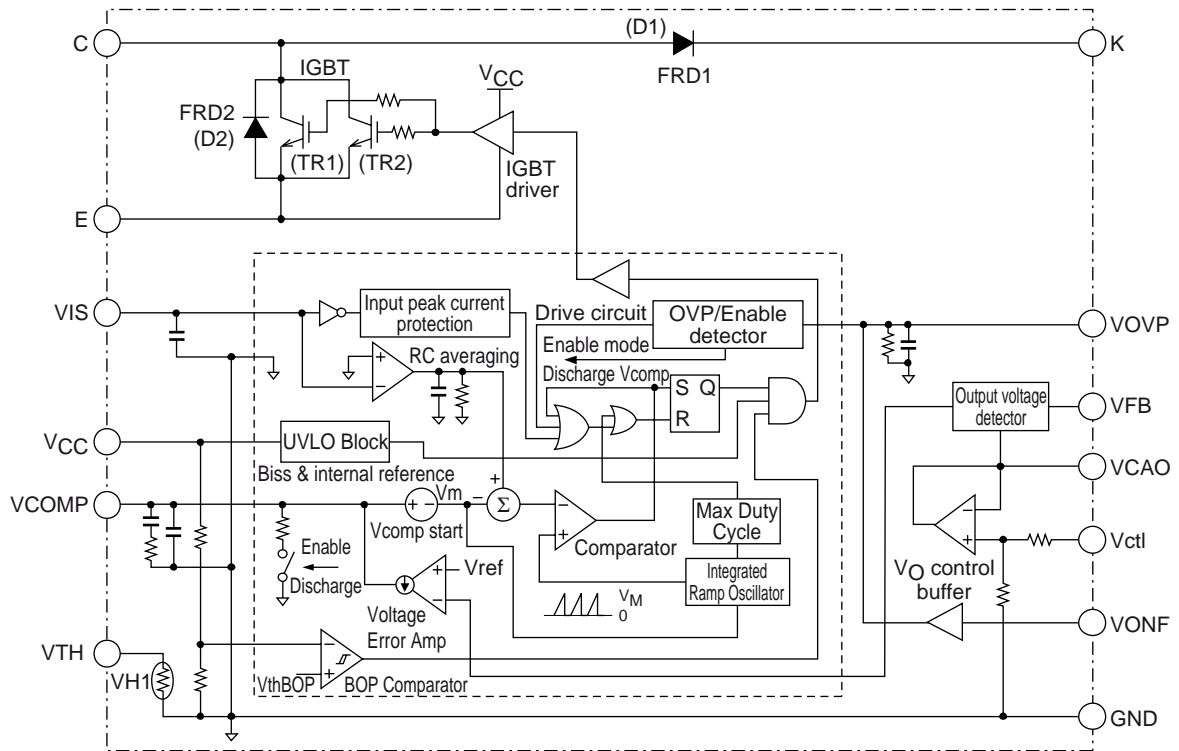 (D1)
C
K
FRD1
IGBT
VCC
FRD2
(D2)
(TR1)
(TR2)
IGBT
driver
E
VIS
Input peak current
protection
Drive circuit
OVP/Enable
detector
VOVP
RC averaging
Enable mode
Discharge Vcomp
+
−
S Q
R
Output voltage
detector
VFB
VCC
UVLO Block
Biss & internal reference
VCAO
VCOMP
+ −
Vm
Vcomp start
+
−
Σ
−
+
Comparator
Max Duty
Cycle
−
+
Vctl
Enable
Discharge
+
−
Vref
Voltage
Error Amp
VM
0
Integrated
Ramp Oscillator
VO control
buffer
VONF
VTH
VH1
−
+
VthBOP
BOP Comparator
GND